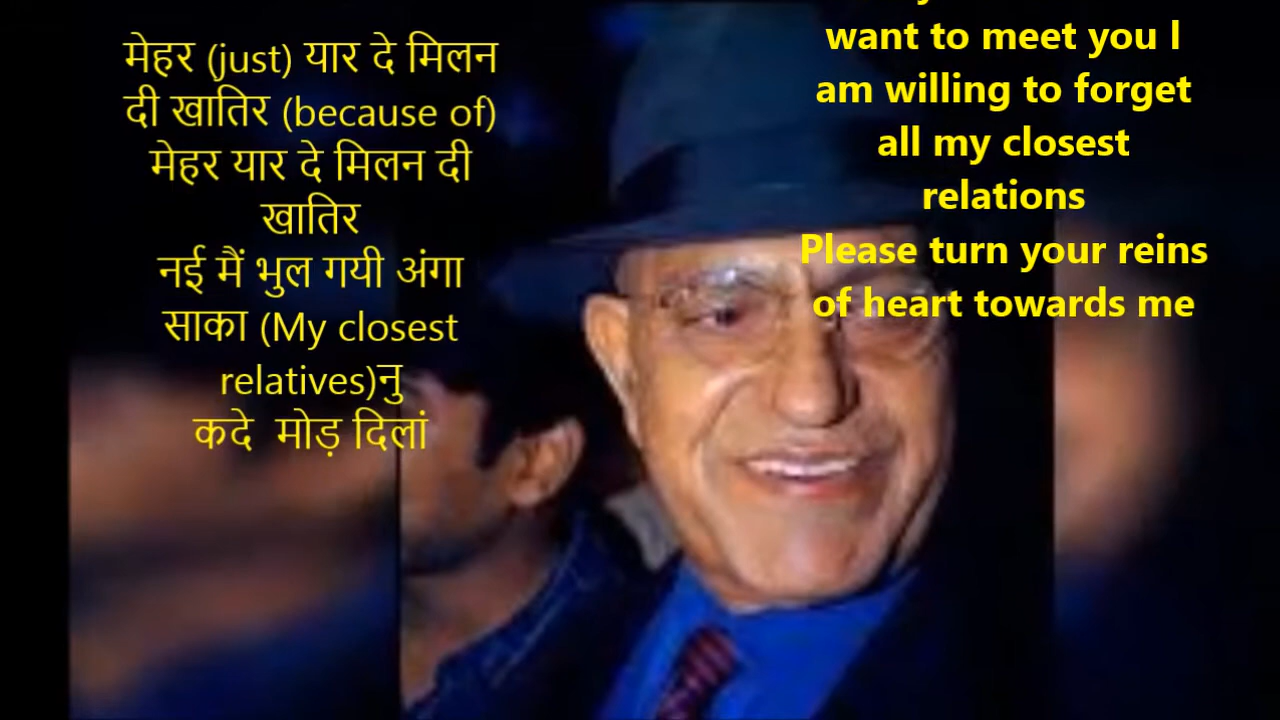 मेहर (just) यार दे मिलन
दी खातिर (because of)
मेहर यार दे मिलन दी
खातिर
नई मैं भुल गयी अंगा
साका (My closest
relatives)नु
कदे मोड़ दिलां
want to meet you I
am willing to forget
all my closest
relations
Please turn your reins
of heart towards me